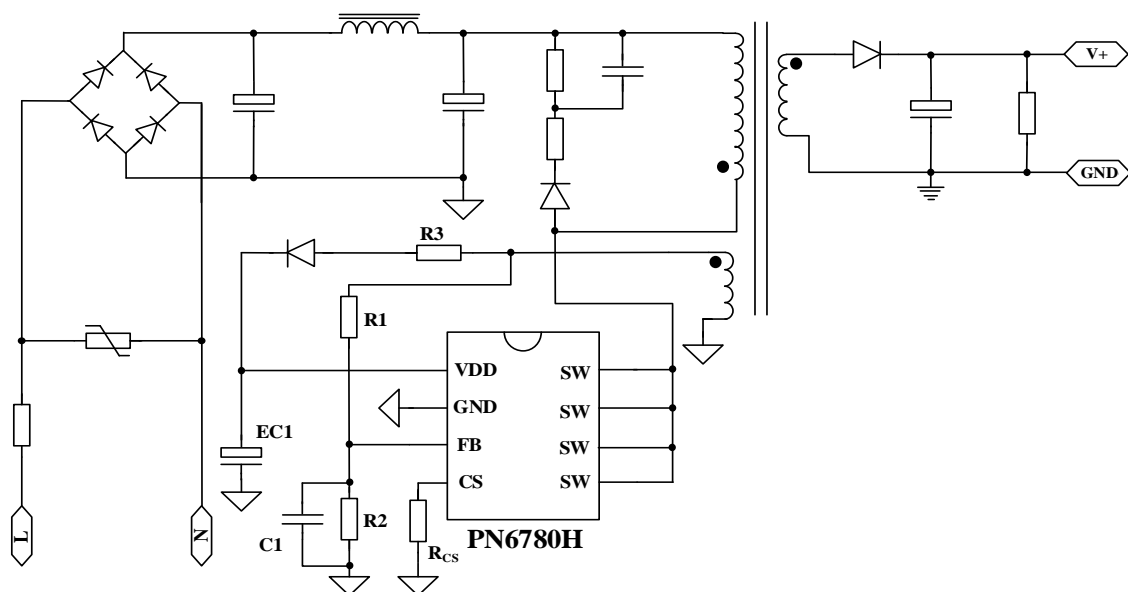 V+
GND
R3
R1
VDD
SW
GND
SW
EC1
FB
SW
CS
SW
L
N
C1
R2
RCS
PN6780H